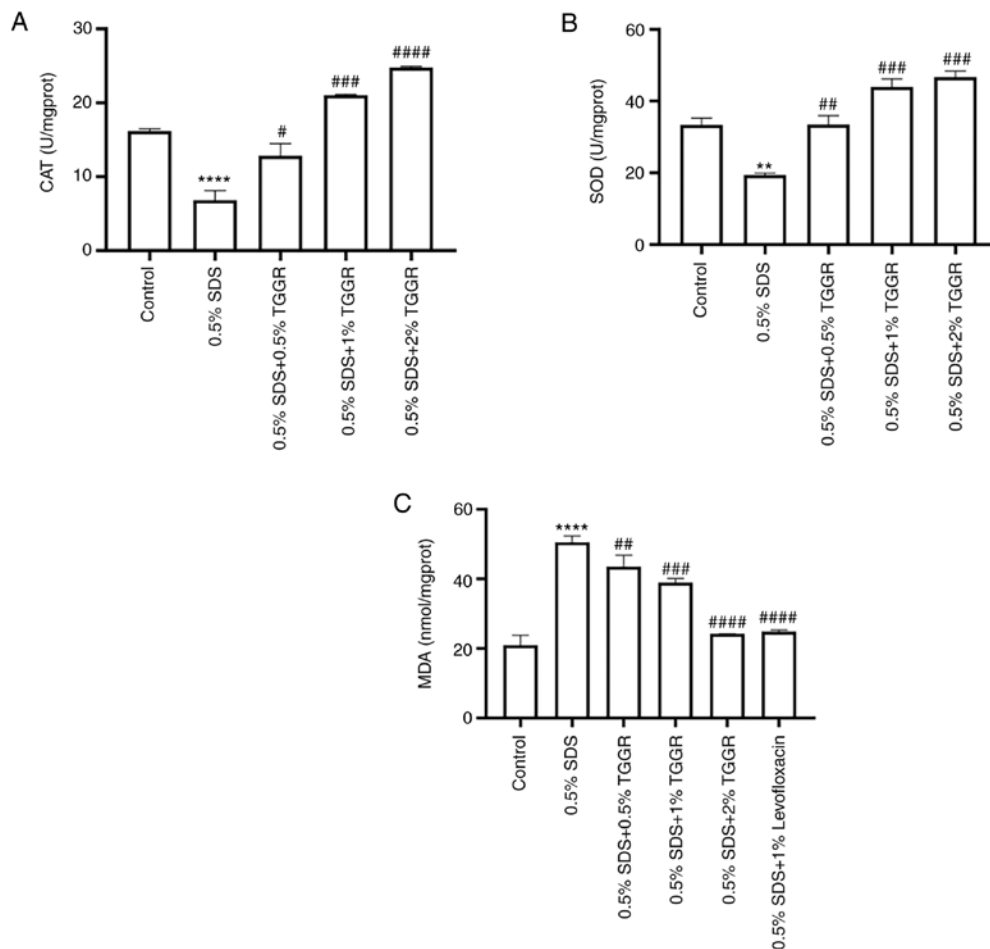 A
CAT (U/mgprot)
30
20
10
0
****
#
###
####
Control
0.5% SDS
0.5% SDS+0.5% TGGR
0.5% SDS+1% TGGR
0.5% SDS+2% TGGR
B
SOD (U/mgprot)
60
40
20
0
**
##
###
###
Control
0.5% SDS
0.5% SDS+0.5% TGGR
0.5% SDS+1% TGGR
0.5% SDS+2% TGGR
C
MDA (nmol/mgprot)
60
40
20
0
****
##
###
####
####
Control
0.5% SDS
0.5% SDS+0.5% TGGR
0.5% SDS+1% TGGR
0.5% SDS+2% TGGR
0.5% SDS+1% Levofloxacin